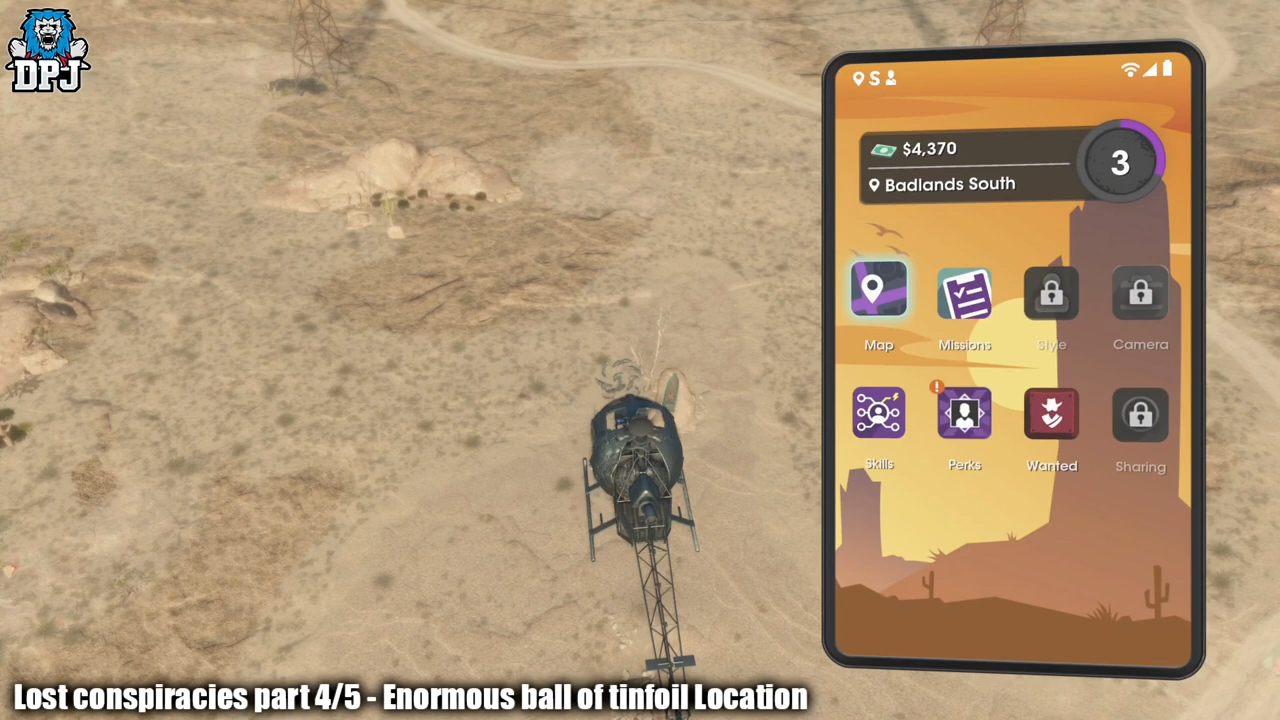 DPJ
S
$4,370
3
Badlands South
Map
Missions
Style
Camera
!
Skills
Perks
Wanted
Sharing
Lost conspiracies part 4/5 - Enormous ball of tinfoil Location